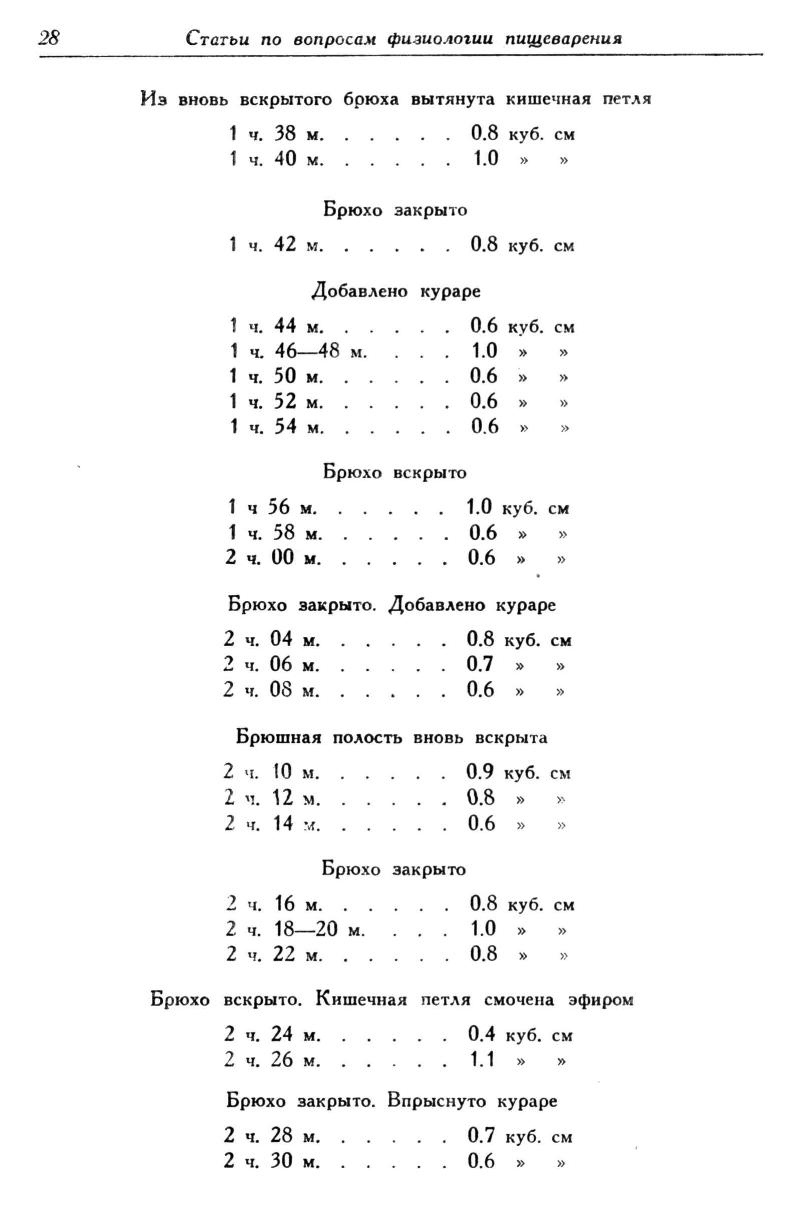 28 Статьи по вопросам физиологии пищеварения
Из вновь вскрытого брюха вытянута кишечная петля
1 ч. 38 м. . . . . . 0.8 куб. см
1 ч. 40 м. . . . . . 1.0 » »
Брюхо закрыто
1 ч. 42 м. . . . . . 0.8 куб. см
Добавлено кураре
1 ч. 44 м. . . . . . 0.6 куб. см
1 ч. 46—48 м. . . . 1.0 » »
1 ч. 50 м. . . . . . 0.6 » »
1 ч. 52 м. . . . . . 0.6 » »
1 ч. 54 м. . . . . . 0.6 » »
Брюхо вскрыто
1 ч 56 м. . . . . . 1.0 куб. см
1 ч. 58 м. . . . . . 0.6 » »
2 ч. 00 м. . . . . . 0.6 » »
Брюхо закрыто. Добавлено кураре
2 ч. 04 м. . . . . . 0.8 куб. см
2 ч. 06 м. . . . . . 0.7 » »
2 ч. 08 м. . . . . . 0.6 » »
Брюшная полость вновь вскрыта
2 ч. 10 м. . . . . . 0.9 куб. см
2 ч. 12 м. . . . . . 0.8 » »
2 ч. 14 м. . . . . . 0.6 » »
Брюхо закрыто
2 ч. 16 м. . . . . . 0.8 куб. см
2 ч. 18—20 м. . . . 1.0 » »
2 ч. 22 м. . . . . . 0.8 » »
Брюхо вскрыто. Кишечная петля смочена эфиром
2 ч. 24 м. . . . . . 0.4 куб. см
2 ч. 26 м. . . . . . 1.1 » »
Брюхо закрыто. Впрыснуто кураре
2 ч. 28 м. . . . . . 0.7 куб. см
2 ч. 30 м. . . . . . 0.6 » »